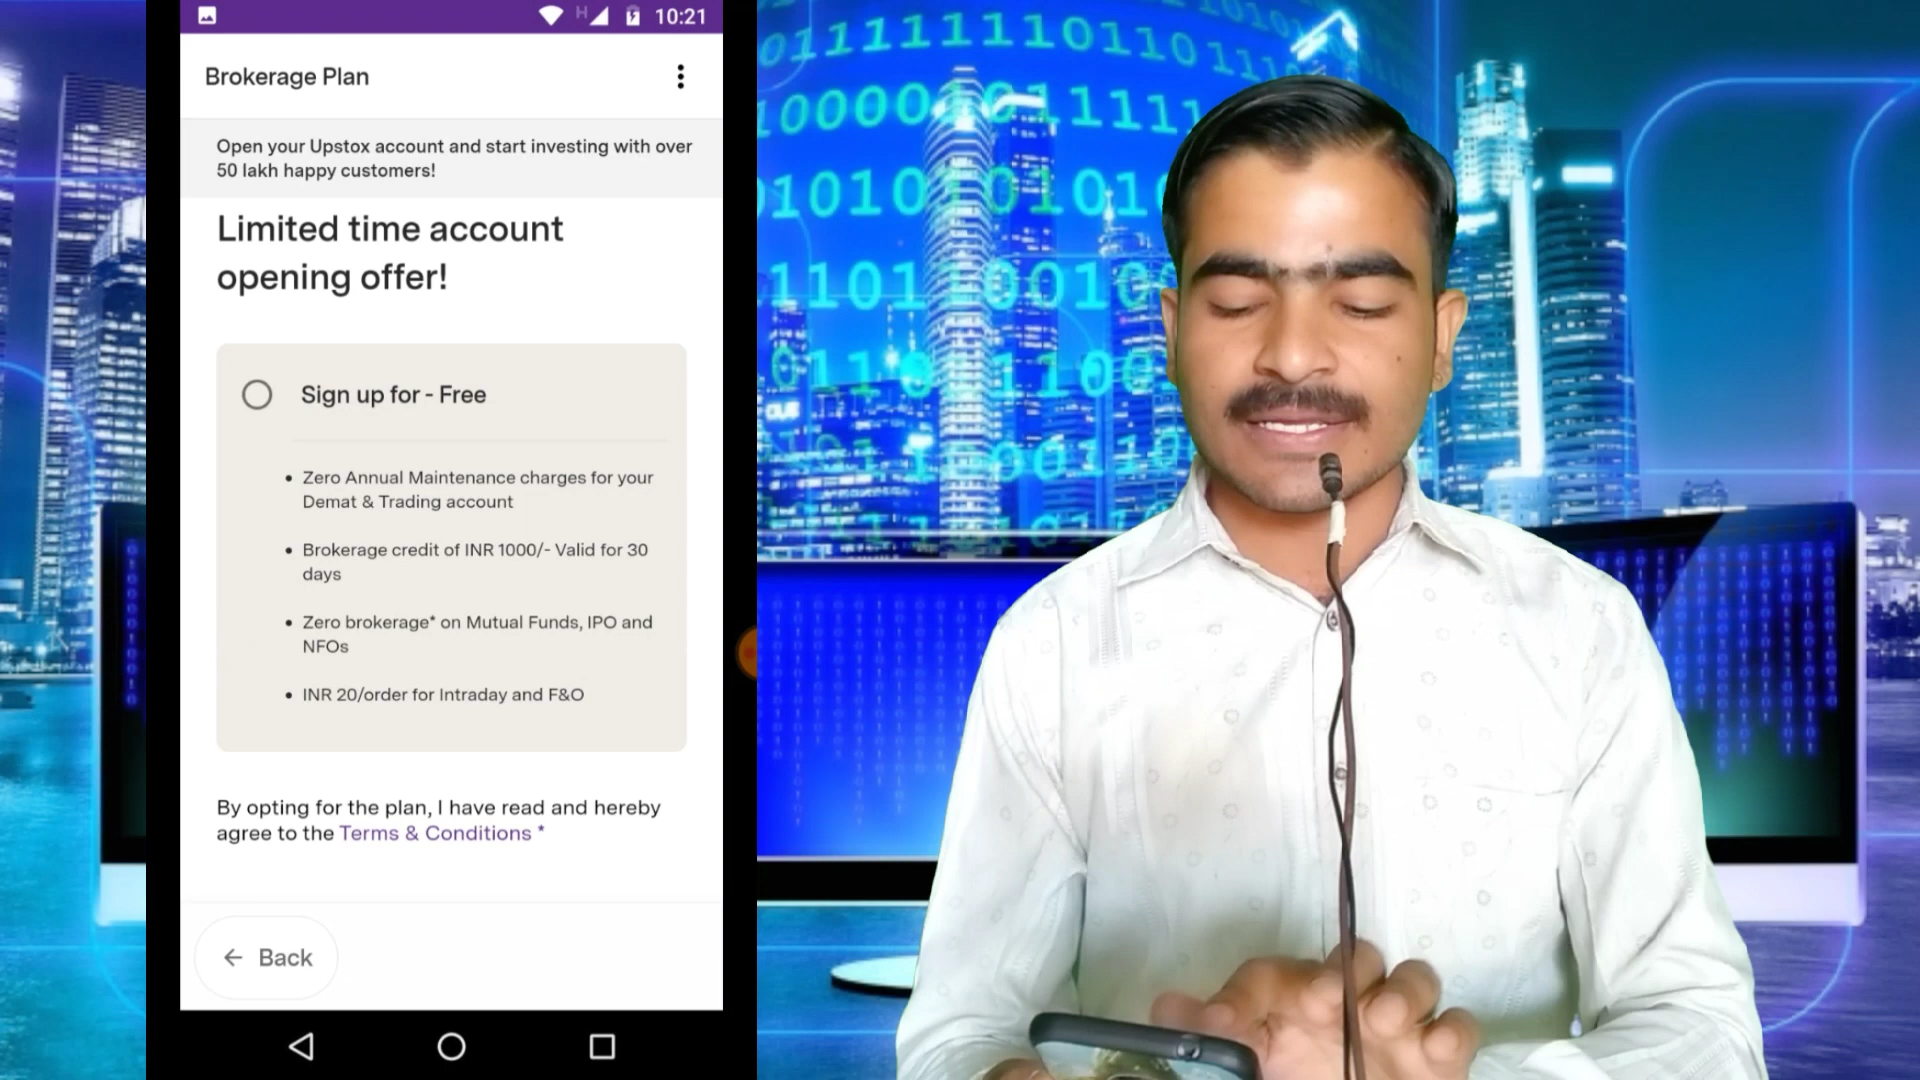 10:21
Brokerage Plan
Open your Upstox account and start investing with over
50 lakh happy customers!
Limited time account
opening offer!
Sign up for - Free
• Zero Annual Maintenance charges for your
Demat & Trading account
• Brokerage credit of INR 1000/- Valid for 30
days
• Zero brokerage* on Mutual Funds, IPO and
NFOs
• INR 20/order for Intraday and F&O
By opting for the plan, I have read and hereby
agree to the Terms & Conditions *
← Back